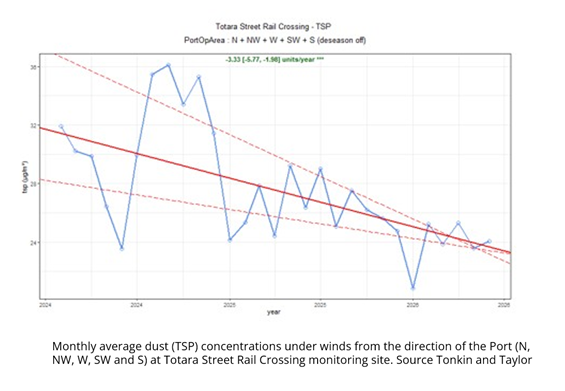 Totara Street Rail Crossing - TSP
PortOpArea : N + NW + W + SW + S (deseason off)
-3.33 [-5.77, -1.98] units/year ***
36
32
28
24
tsp (µg/m³)
2024 2024 2025 2025 2026 2026
year
Monthly average dust (TSP) concentrations under winds from the direction of the Port (N,
NW, W, SW and S) at Totara Street Rail Crossing monitoring site. Source Tonkin and Taylor